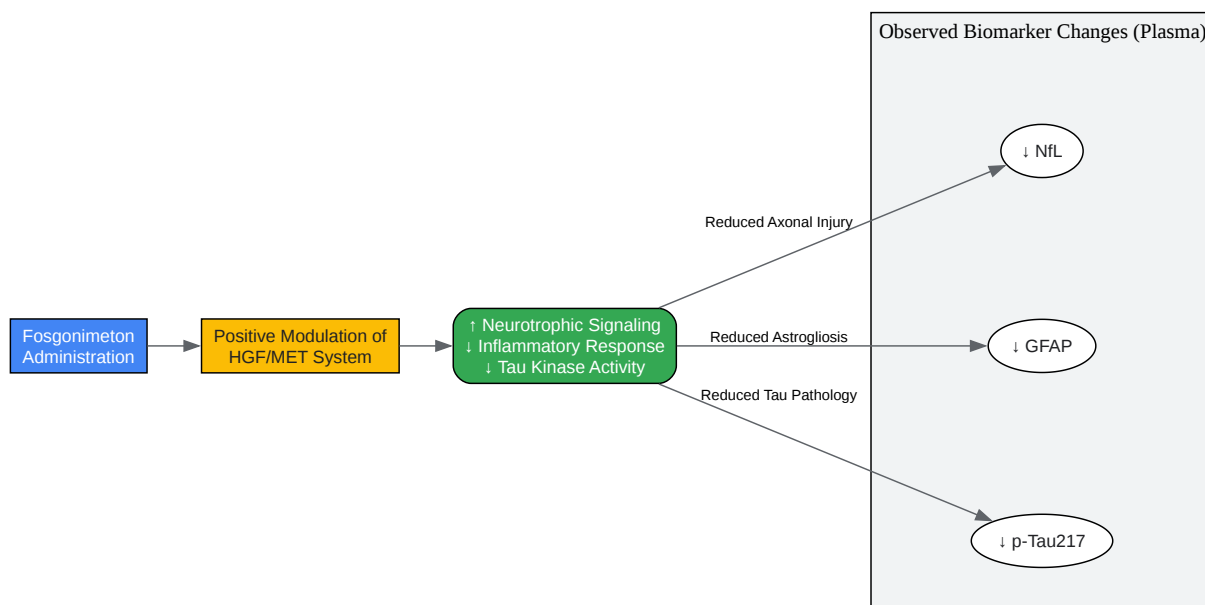 Observed Biomarker Changes (Plasma)
↓ NfL
Reduced Axonal Injury
Fosgonimeton
Administration
Positive Modulation of
HGF/MET System
↑ Neurotrophic Signaling
↓ Inflammatory Response
↓ Tau Kinase Activity
Reduced Astrogliosis
↓ GFAP
Reduced Tau Pathology
↓ p-Tau217